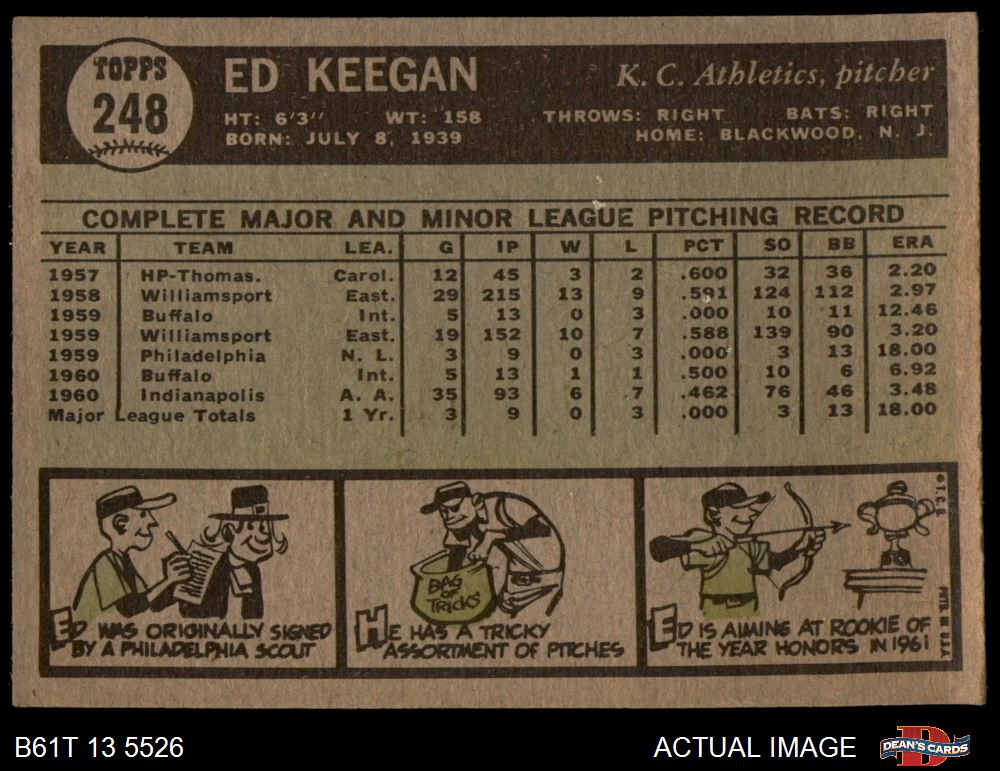 TOPPS
248
ED KEEGAN
K. C. Athletics, pitcher
HT: 6'3" WT: 158 THROWS: RIGHT BATS: RIGHT
BORN: JULY 8, 1939 HOME: BLACKWOOD, N. J.
COMPLETE MAJOR AND MINOR LEAGUE PITCHING RECORD
YEAR TEAM LEA. G IP W L PCT SO BB ERA
1957 HP-Thomas. Carol. 12 45 3 2 .600 32 36 2.20
1958 Williamsport East. 29 215 13 9 .591 124 112 2.97
1959 Buffalo Int. 5 13 0 3 .000 10 11 12.46
1959 Williamsport East. 19 152 10 7 .588 139 90 3.20
1959 Philadelphia N. L. 3 9 0 3 .000 3 13 18.00
1960 Buffalo Int. 5 13 1 1 .500 10 6 6.92
1960 Indianapolis A. A. 35 93 6 7 .462 76 46 3.48
Major League Totals 1 Yr. 3 9 0 3 .000 3 13 18.00
ED WAS ORIGINALLY SIGNED
BY A PHILADELPHIA SCOUT
BAG
OF
TRICKS
HE HAS A TRICKY
ASSORTMENT OF PITCHES
ED IS AIMING AT ROOKIE OF
THE YEAR HONORS IN 1961
©T.C.G.
PRTD. IN U.S.A.
B61T 13 5526
ACTUAL IMAGE
DEAN'S CARDS